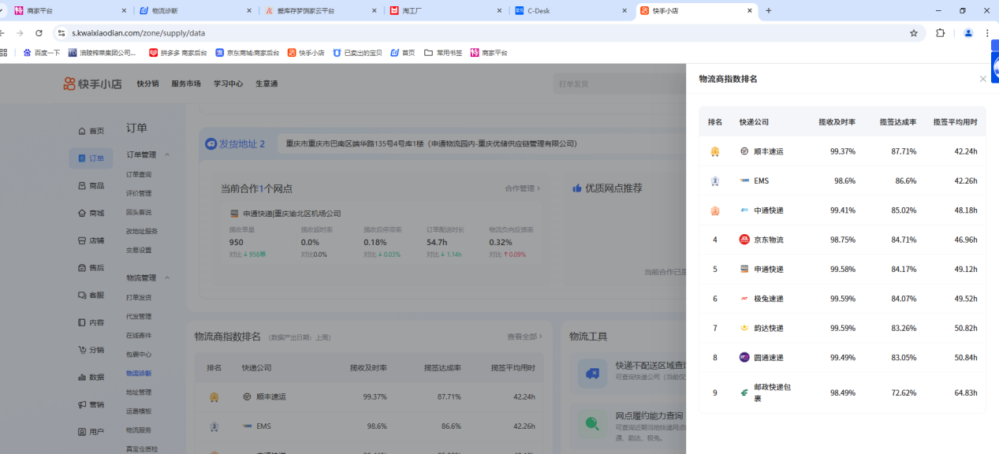 商家平台
物流诊断
爱库存梦饷家云平台
淘工厂
C-Desk
快手小店
s.kwaixiaodian.com/zone/supply/data
百度一下
涪陵榨菜集团公司...
拼多多 商家后台
京东商城-商家后台
快手小店
已卖出的宝贝
首页
常用书签
商家平台
快手小店
快分销
服务市场
学习中心
生意通
打单发货
首页
订单
商品
商城
店铺
售后
客服
内容
分销
数据
营销
用户
订单
订单管理
订单查询
评价管理
回头客说
改地址服务
交易设置
物流管理
打单发货
代发管理
在线寄件
包裹中心
物流诊断
地址管理
运费模板
物流服务
真宝仓质检
发货地址 2
重庆市重庆市巴南区端华路135号4号库1楼（申通物流园内-重庆优储供应链管理有限公司）
当前合作1个网点
合作管理
申通快递|重庆渝北区机场公司
揽收单量
揽收超时率
揽收后停滞率
订单配送时长
物流负向反馈率
950
0.0%
0.18%
54.7h
0.32%
对比↓958单
对比0.0%
对比↓0.03%
对比↓1.14h
对比↑0.09%
优质网点推荐
当前合作已是
物流商指数排名 （数据产出日期：上周）
查看全部
排名 快递公司 揽收及时率 揽签达成率 揽签平均用时
顺丰速运 99.37% 87.71% 42.24h
2 EMS 98.6% 86.6% 42.26h
物流工具
快递不配送区域查询
可查询快递公司（当前仅
网点履约能力查询
可查询近期当地快递网点
通、韵达、极兔。
物流商指数排名
排名 快递公司 揽收及时率 揽签达成率 揽签平均用时
顺丰速运 99.37% 87.71% 42.24h
2 EMS 98.6% 86.6% 42.26h
中通快递 99.41% 85.02% 48.18h
4 京东物流 98.75% 84.71% 46.96h
5 申通快递 99.58% 84.17% 49.12h
6 极兔速递 99.59% 84.07% 49.52h
7 韵达快递 99.59% 83.26% 50.82h
8 圆通速递 99.49% 83.05% 50.84h
9 邮政快递包裹 98.49% 72.62% 64.83h